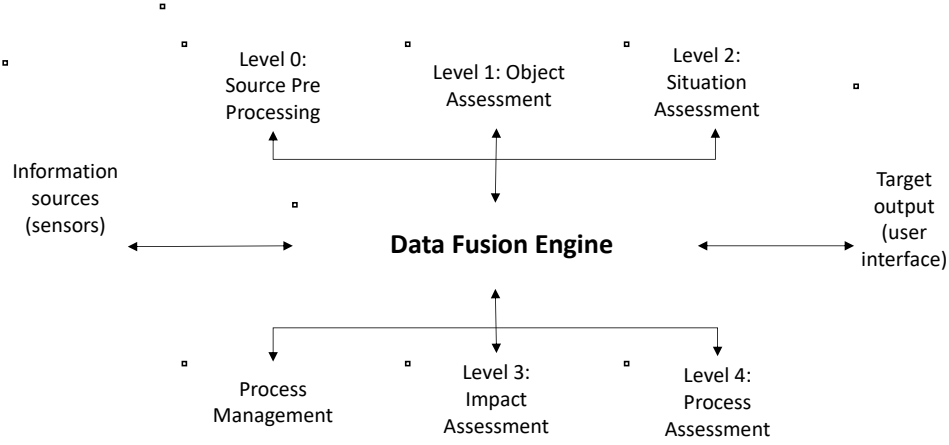 Level 0:
Source Pre
Processing
Level 1: Object
Assessment
Level 2:
Situation
Assessment
Information
sources
(sensors)
Data Fusion Engine
Target
output
(user
interface)
Process
Management
Level 3:
Impact
Assessment
Level 4:
Process
Assessment